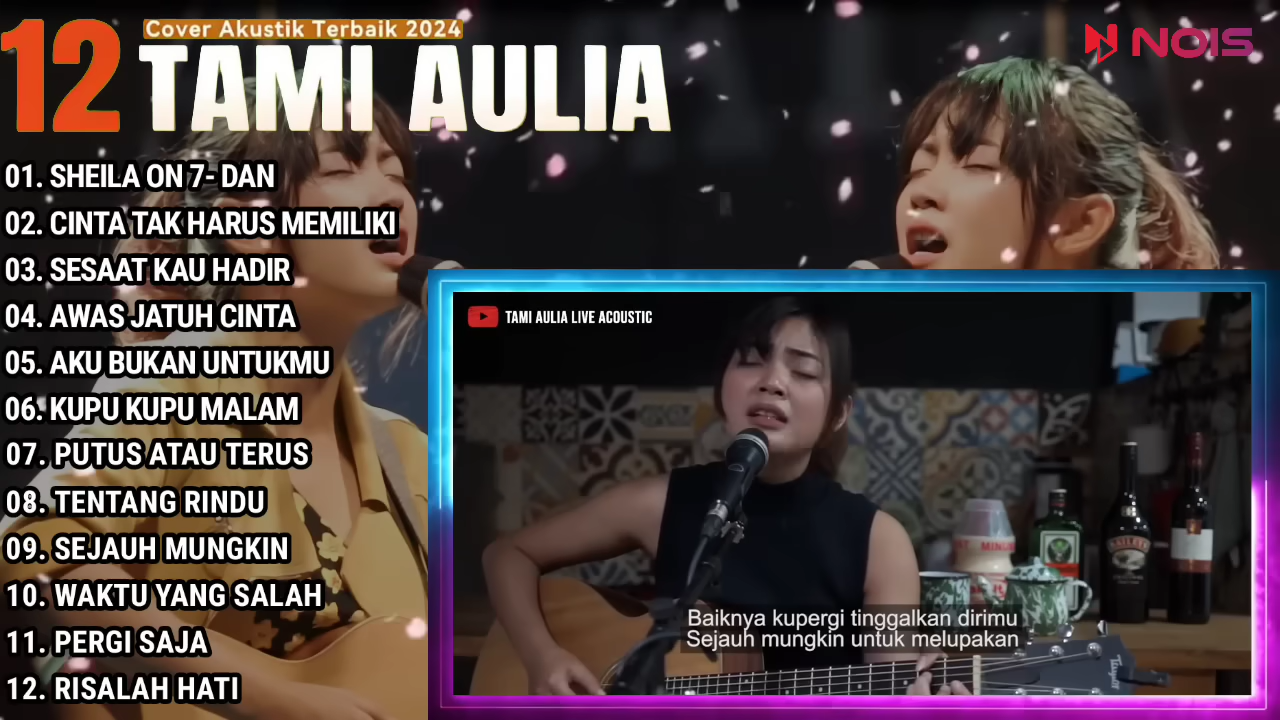 12
Cover Akustik Terbaik 2024
TAMI AULIA
NOIS
01. SHEILA ON 7- DAN
02. CINTA TAK HARUS MEMILIKI
03. SESAAT KAU HADIR
04. AWAS JATUH CINTA
05. AKU BUKAN UNTUKMU
06. KUPU KUPU MALAM
07. PUTUS ATAU TERUS
08. TENTANG RINDU
09. SEJAUH MUNGKIN
10. WAKTU YANG SALAH
11. PERGI SAJA
12. RISALAH HATI
TAMI AULIA LIVE ACOUSTIC
BAILEYS
Baiknya kupergi tinggalkan dirimu
Sejauh mungkin untuk melupakan
Taylor